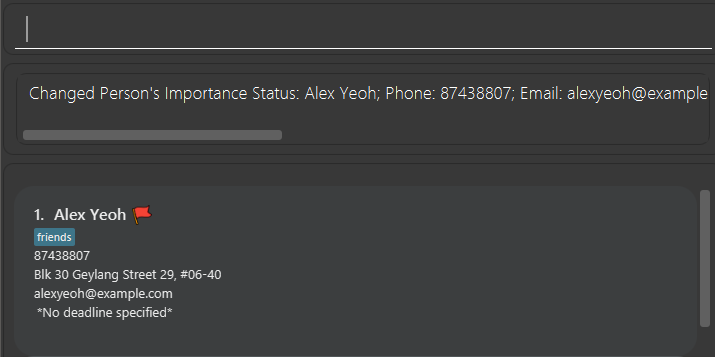 Changed Person's Importance Status: Alex Yeoh; Phone: 87438807; Email: alexyeoh@example
1. Alex Yeoh
friends
87438807
Blk 30 Geylang Street 29, #06-40
alexyeoh@example.com
*No deadline specified*